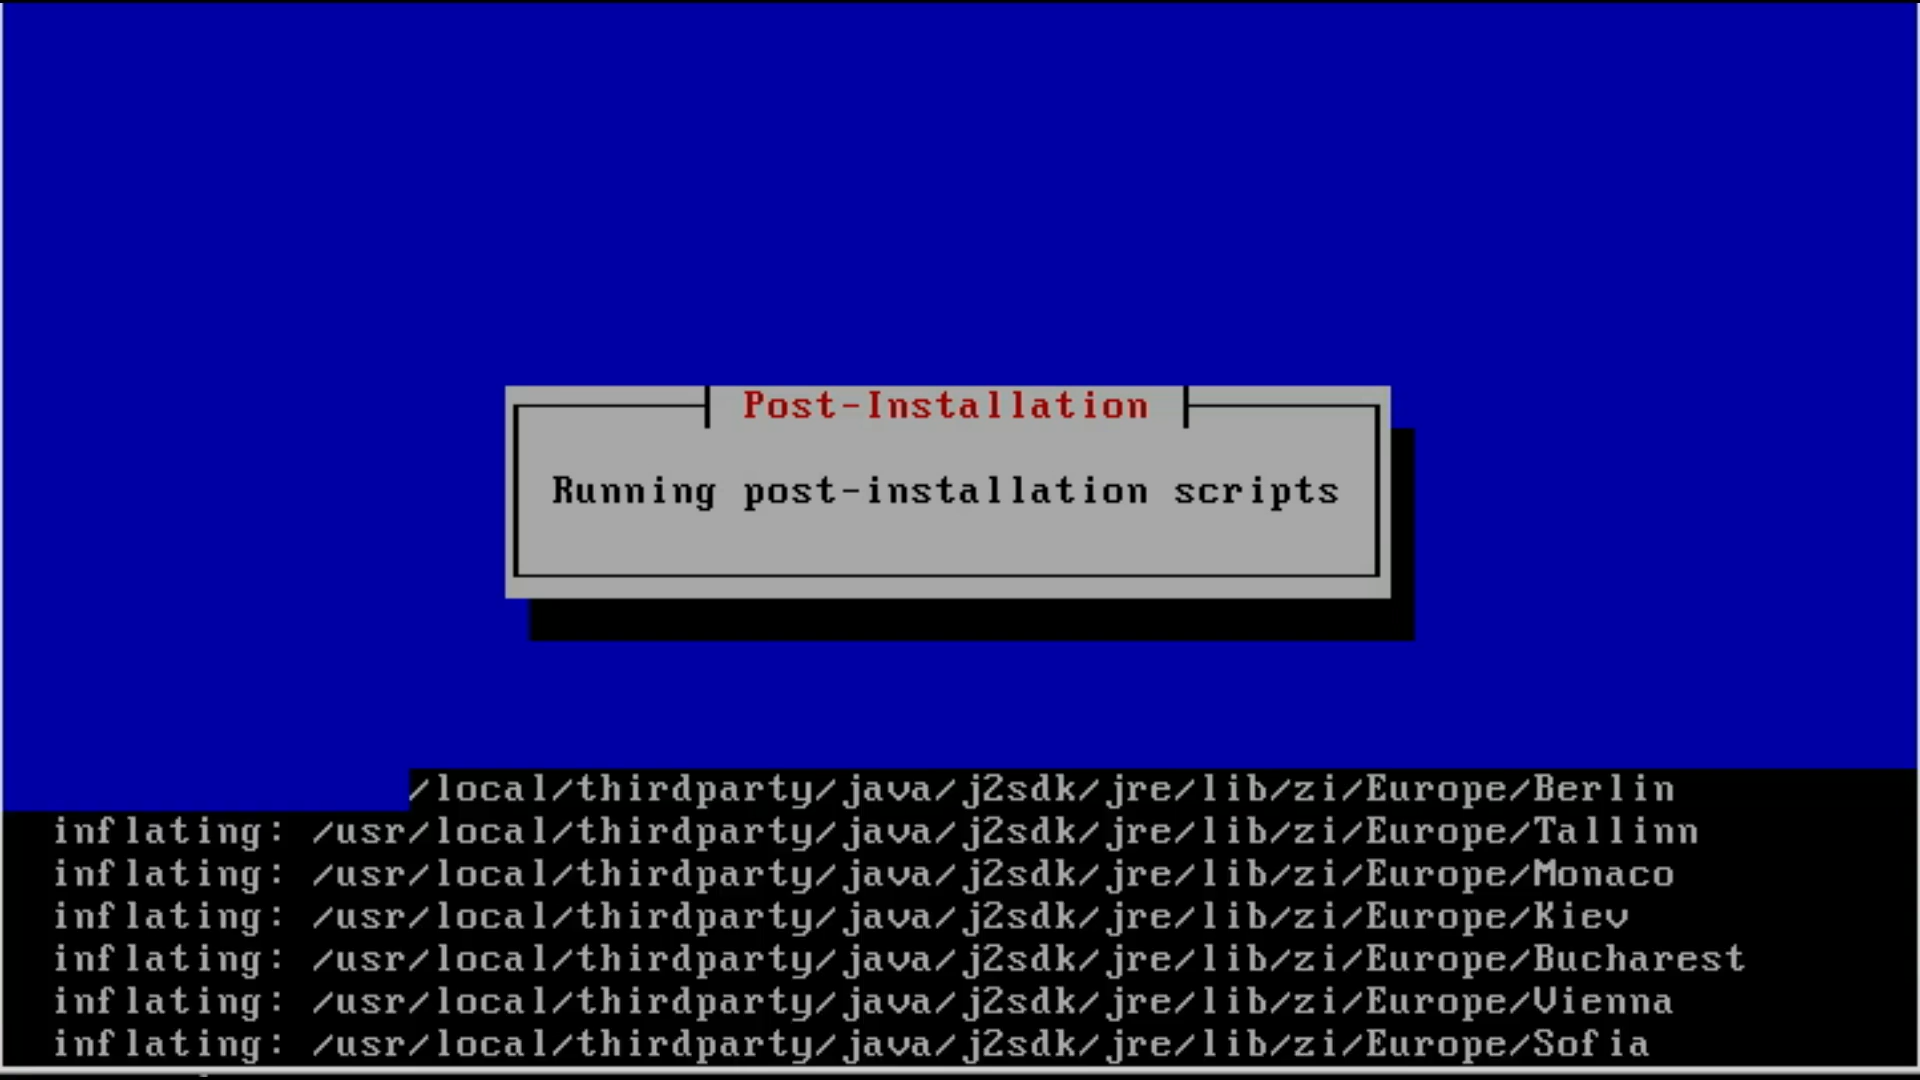 Post-Installation
Running post-installation scripts
/local/thirdparty/java/j2sdk/jre/lib/zi/Europe/Berlin
inflating: /usr/local/thirdparty/java/j2sdk/jre/lib/zi/Europe/Tallinn
inflating: /usr/local/thirdparty/java/j2sdk/jre/lib/zi/Europe/Monaco
inflating: /usr/local/thirdparty/java/j2sdk/jre/lib/zi/Europe/Kiev
inflating: /usr/local/thirdparty/java/j2sdk/jre/lib/zi/Europe/Bucharest
inflating: /usr/local/thirdparty/java/j2sdk/jre/lib/zi/Europe/Vienna
inflating: /usr/local/thirdparty/java/j2sdk/jre/lib/zi/Europe/Sofia